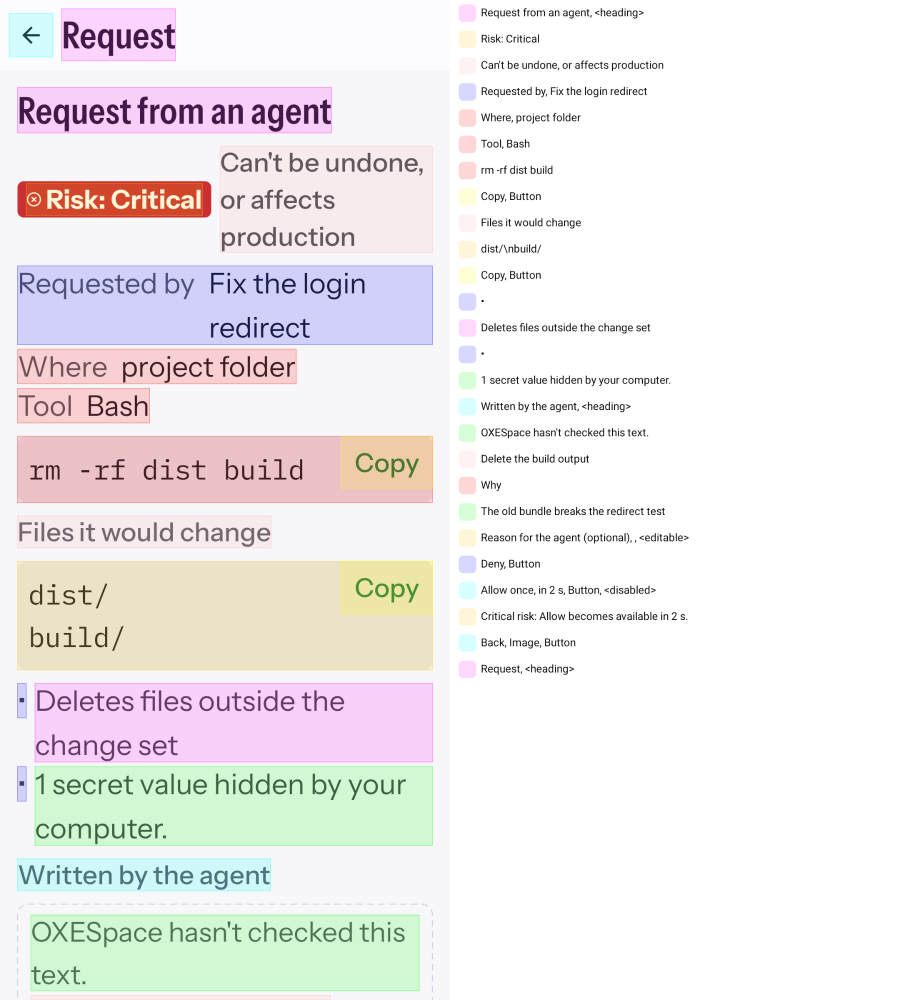 Request
Request from an agent
Risk: Critical
Can't be undone,
or affects
production
Requested by Fix the login
redirect
Where project folder
Tool Bash
rm -rf dist build
Copy
Files it would change
dist/
build/
Copy
• Deletes files outside the
change set
• 1 secret value hidden by your
computer.
Written by the agent
OXESpace hasn't checked this
text.
Request from an agent, <heading>
Risk: Critical
Can't be undone, or affects production
Requested by, Fix the login redirect
Where, project folder
Tool, Bash
rm -rf dist build
Copy, Button
Files it would change
dist/\nbuild/
Copy, Button
•
Deletes files outside the change set
•
1 secret value hidden by your computer.
Written by the agent, <heading>
OXESpace hasn't checked this text.
Delete the build output
Why
The old bundle breaks the redirect test
Reason for the agent (optional), , <editable>
Deny, Button
Allow once, in 2 s, Button, <disabled>
Critical risk: Allow becomes available in 2 s.
Back, Image, Button
Request, <heading>